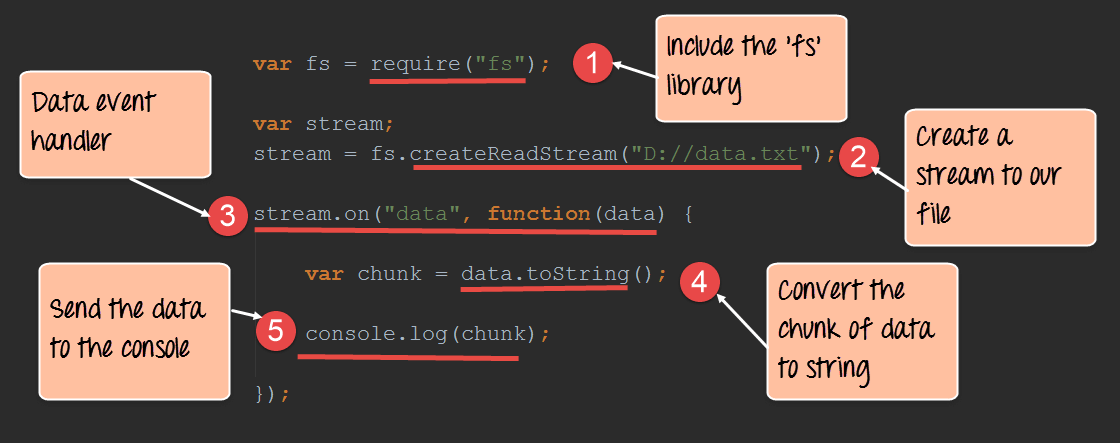 var fs = require("fs");
1
Include the 'fs'
library
Data event
handler
var stream;
stream = fs.createReadStream("D://data.txt");
2
Create a
stream to our
file
3
stream.on("data", function(data) {
var chunk = data.toString();
4
Convert the
chunk of data
to string
Send the data
to the console
5
console.log(chunk);
});